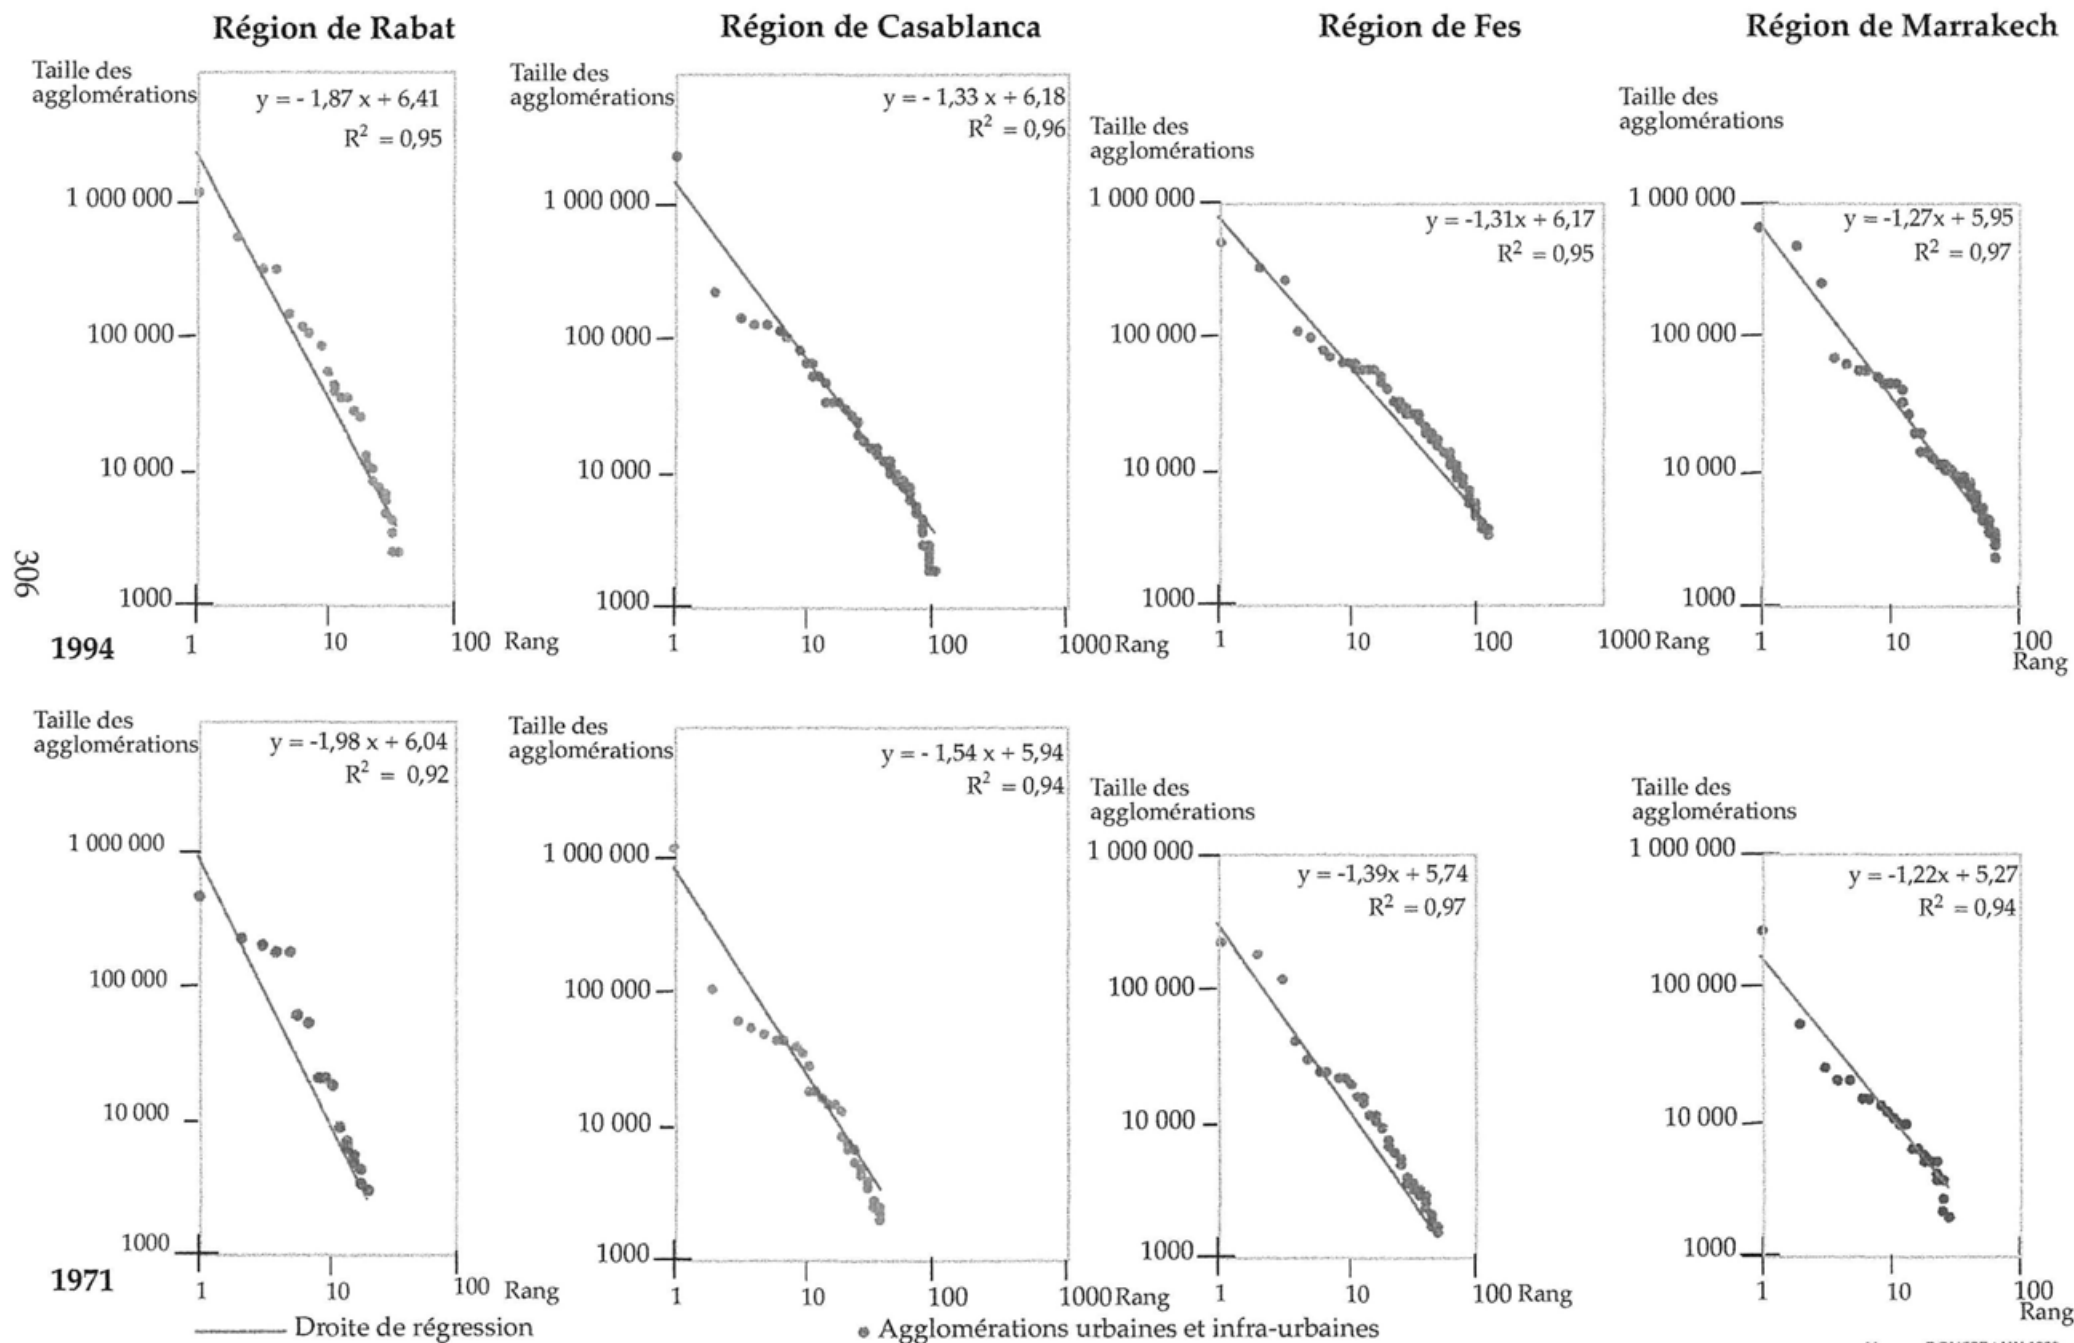 Région de Rabat
Région de Casablanca
Région de Fes
Région de Marrakech
Taille des
agglomérations
y = - 1,87 x + 6,41
R² = 0,95
1 000 000
100 000
10 000
1000
1
10
100
Rang
Taille des
agglomérations
y = - 1,33 x + 6,18
R² = 0,96
1 000 000
100 000
10 000
1000
1
10
100
1000 Rang
Taille des
agglomérations
y = -1,31x + 6,17
R² = 0,95
1 000 000
100 000
10 000
1000
1
10
100
1000 Rang
Taille des
agglomérations
y = -1,27x + 5,95
R² = 0,97
1 000 000
100 000
10 000
1000
1
10
100
Rang
306
1994
Taille des
agglomérations
y = -1,98 x + 6,04
R² = 0,92
1 000 000
100 000
10 000
1000
1
10
100
Rang
Taille des
agglomérations
y = - 1,54 x + 5,94
R² = 0,94
1 000 000
100 000
10 000
1000
1
10
100
1000 Rang
Taille des
agglomérations
y = -1,39x + 5,74
R² = 0,97
1 000 000
100 000
10 000
1000
1
10
100 Rang
Taille des
agglomérations
y = -1,22x + 5,27
R² = 0,94
1 000 000
100 000
10 000
1000
1
10
100
Rang
1971
Droite de régression
Agglomérations urbaines et infra-urbaines